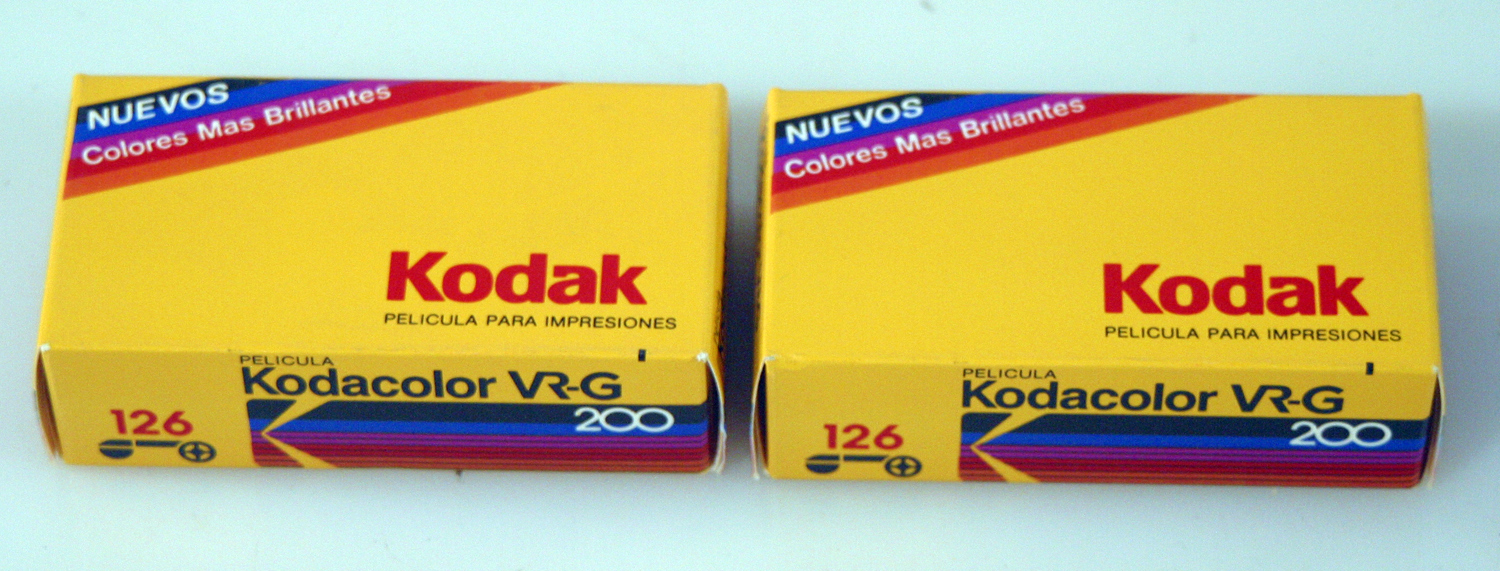 NUEVOS
Colores Mas Brillantes
Kodak
PELICULA PARA IMPRESIONES
PELICULA
Kodacolor VR-G
200
126
NUEVOS
Colores Mas Brillantes
Kodak
PELICULA PARA IMPRESIONES
PELICULA
Kodacolor VR-G
200
126